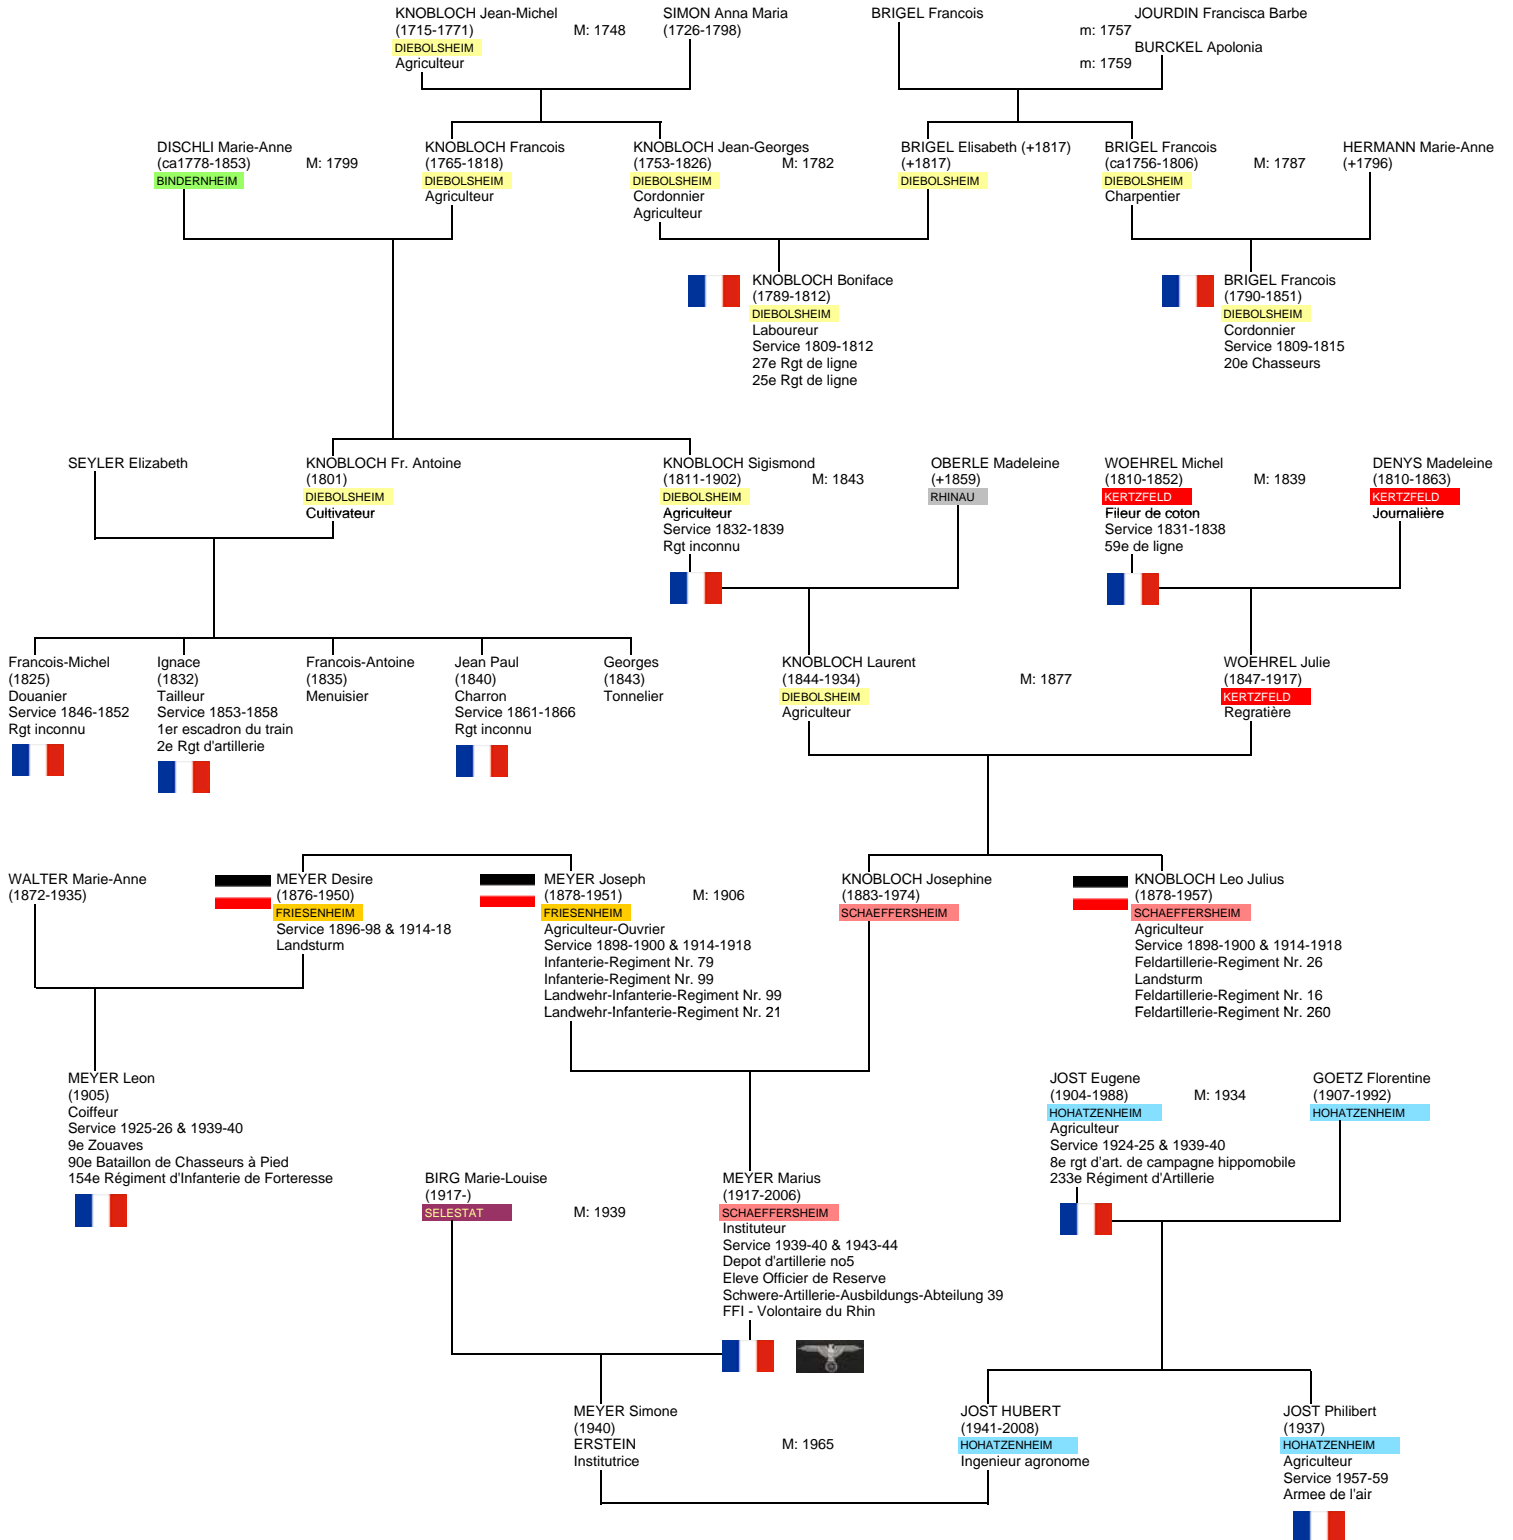 KNOBLOCH Jean-Michel
(1715-1771)
DIEBOLSHEIM
Agriculteur
M: 1748
SIMON Anna Maria
(1726-1798)
BRIGEL Francois
m: 1757
m: 1759
JOURDIN Francisca Barbe
BURCKEL Apolonia
DISCHLI Marie-Anne
(ca1778-1853)
BINDERNHEIM
M: 1799
KNOBLOCH Francois
(1765-1818)
DIEBOLSHEIM
Agriculteur
KNOBLOCH Jean-Georges
(1753-1826)
DIEBOLSHEIM
Cordonnier
Agriculteur
M: 1782
BRIGEL Elisabeth (+1817)
(+1817)
DIEBOLSHEIM
BRIGEL Francois
(ca1756-1806)
DIEBOLSHEIM
Charpentier
M: 1787
HERMANN Marie-Anne
(+1796)
KNOBLOCH Boniface
(1789-1812)
DIEBOLSHEIM
Laboureur
Service 1809-1812
27e Rgt de ligne
25e Rgt de ligne
BRIGEL Francois
(1790-1851)
DIEBOLSHEIM
Cordonnier
Service 1809-1815
20e Chasseurs
SEYLER Elizabeth
KNOBLOCH Fr. Antoine
(1801)
DIEBOLSHEIM
Cultivateur
KNOBLOCH Sigismond
(1811-1902)
DIEBOLSHEIM
Agriculteur
Service 1832-1839
Rgt inconnu
M: 1843
OBERLE Madeleine
(+1859)
RHINAU
WOEHREL Michel
(1810-1852)
KERTZFELD
Fileur de coton
Service 1831-1838
59e de ligne
M: 1839
DENYS Madeleine
(1810-1863)
KERTZFELD
Journalière
Francois-Michel
(1825)
Douanier
Service 1846-1852
Rgt inconnu
Ignace
(1832)
Tailleur
Service 1853-1858
1er escadron du train
2e Rgt d'artillerie
Francois-Antoine
(1835)
Menuisier
Jean Paul
(1840)
Charron
Service 1861-1866
Rgt inconnu
Georges
(1843)
Tonnelier
KNOBLOCH Laurent
(1844-1934)
DIEBOLSHEIM
Agriculteur
M: 1877
WOEHREL Julie
(1847-1917)
KERTZFELD
Regratière
WALTER Marie-Anne
(1872-1935)
MEYER Desire
(1876-1950)
FRIESENHEIM
Service 1896-98 & 1914-18
Landsturm
MEYER Joseph
(1878-1951)
FRIESENHEIM
Agriculteur-Ouvrier
Service 1898-1900 & 1914-1918
Infanterie-Regiment Nr. 79
Infanterie-Regiment Nr. 99
Landwehr-Infanterie-Regiment Nr. 99
Landwehr-Infanterie-Regiment Nr. 21
M: 1906
KNOBLOCH Josephine
(1883-1974)
SCHAEFFERSHEIM
KNOBLOCH Leo Julius
(1878-1957)
SCHAEFFERSHEIM
Agriculteur
Service 1898-1900 & 1914-1918
Feldartillerie-Regiment Nr. 26
Landsturm
Feldartillerie-Regiment Nr. 16
Feldartillerie-Regiment Nr. 260
MEYER Leon
(1905)
Coiffeur
Service 1925-26 & 1939-40
9e Zouaves
90e Bataillon de Chasseurs à Pied
154e Régiment d'Infanterie de Forteresse
JOST Eugene
(1904-1988)
HOHATZENHEIM
Agriculteur
Service 1924-25 & 1939-40
8e rgt d'art. de campagne hippomobile
233e Régiment d'Artillerie
M: 1934
GOETZ Florentine
(1907-1992)
HOHATZENHEIM
BIRG Marie-Louise
(1917-)
SELESTAT
M: 1939
MEYER Marius
(1917-2006)
SCHAEFFERSHEIM
Instituteur
Service 1939-40 & 1943-44
Depot d'artillerie no5
Eleve Officier de Reserve
Schwere-Artillerie-Ausbildungs-Abteilung 39
FFI - Volontaire du Rhin
MEYER Simone
(1940)
ERSTEIN
Institutrice
M: 1965
JOST HUBERT
(1941-2008)
HOHATZENHEIM
Ingenieur agronome
JOST Philibert
(1937)
HOHATZENHEIM
Agriculteur
Service 1957-59
Armee de l'air